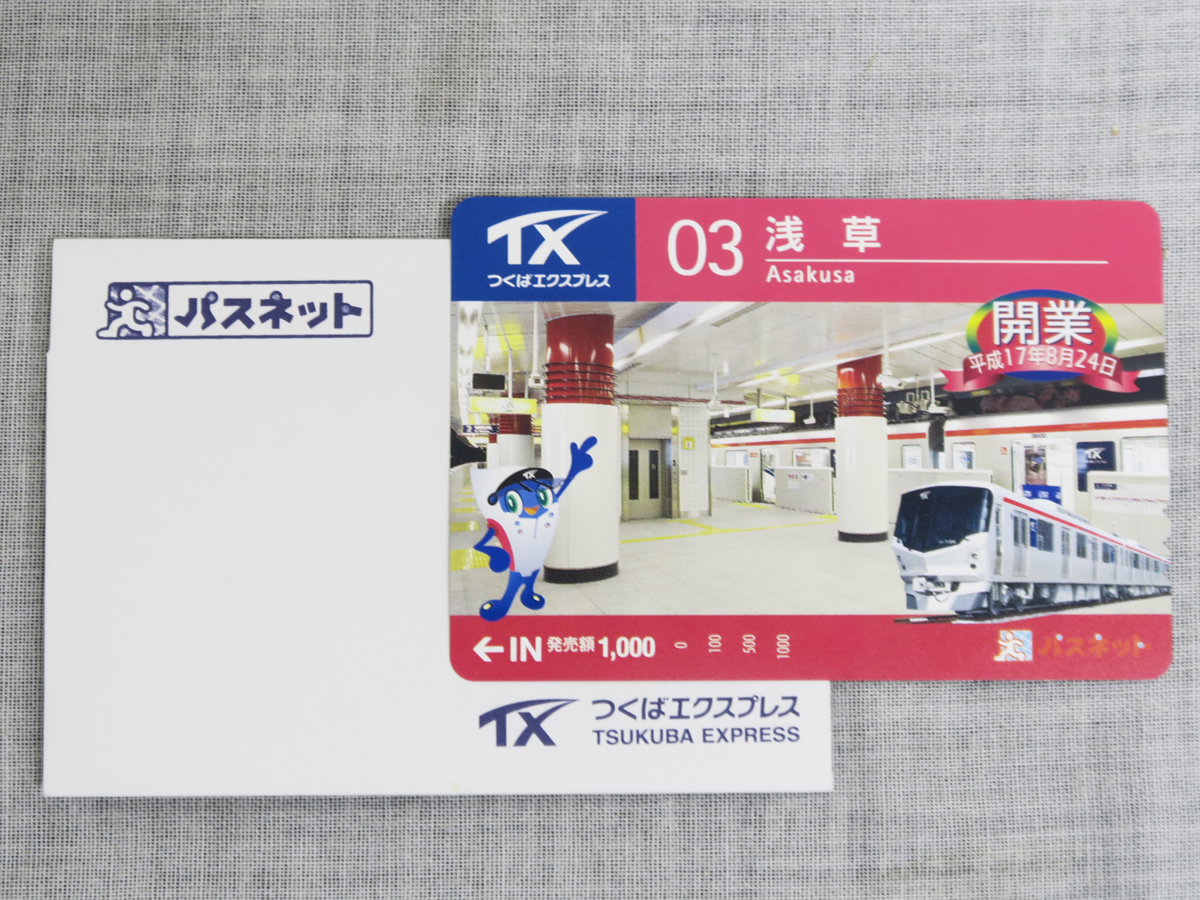 パスネット
TX
つくばエクスプレス
03 浅草
Asakusa
開業
平成17年8月24日
TX
TX
TX
←IN 発売額1,000 0 100 500 1000
パスネット
TX つくばエクスプレス
TSUKUBA EXPRESS